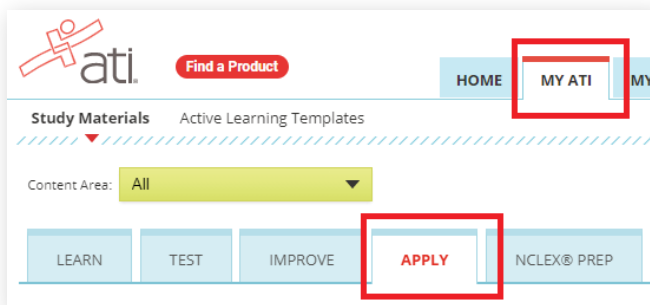 ati
Find a Product
HOME MY ATI MY
Study Materials Active Learning Templates
Content Area: All
LEARN TEST IMPROVE APPLY NCLEX® PREP